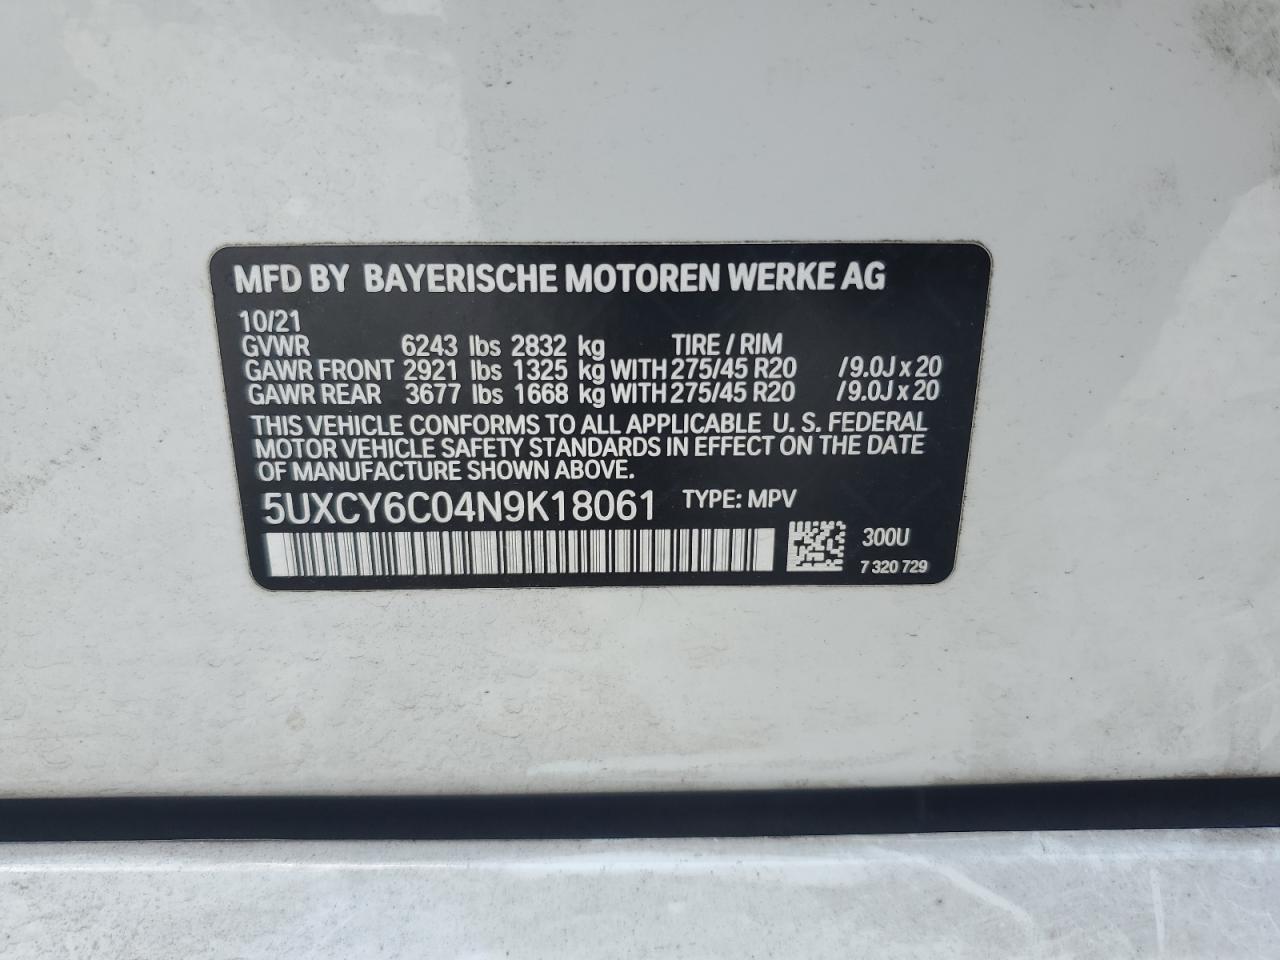 MFD BY BAYERISCHE MOTOREN WERKE AG
10/21
GVWR 6243 lbs 2832 kg TIRE / RIM
GAWR FRONT 2921 lbs 1325 kg WITH 275/45 R20 / 9.0J x 20
GAWR REAR 3677 lbs 1668 kg WITH 275/45 R20 / 9.0J x 20
THIS VEHICLE CONFORMS TO ALL APPLICABLE U. S. FEDERAL
MOTOR VEHICLE SAFETY STANDARDS IN EFFECT ON THE DATE
OF MANUFACTURE SHOWN ABOVE.
5UXCY6C04N9K18061 TYPE: MPV
300U
7 320 729